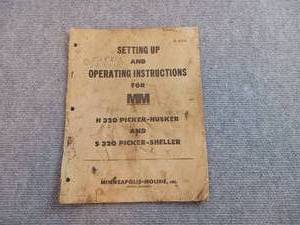 SETTING UP
AND
OPERATING INSTRUCTIONS
FOR
MM
H 320 PICKER-HUSKER
AND
S 320 PICKER-SHELLER
MINNEAPOLIS-MOLINE, INC.